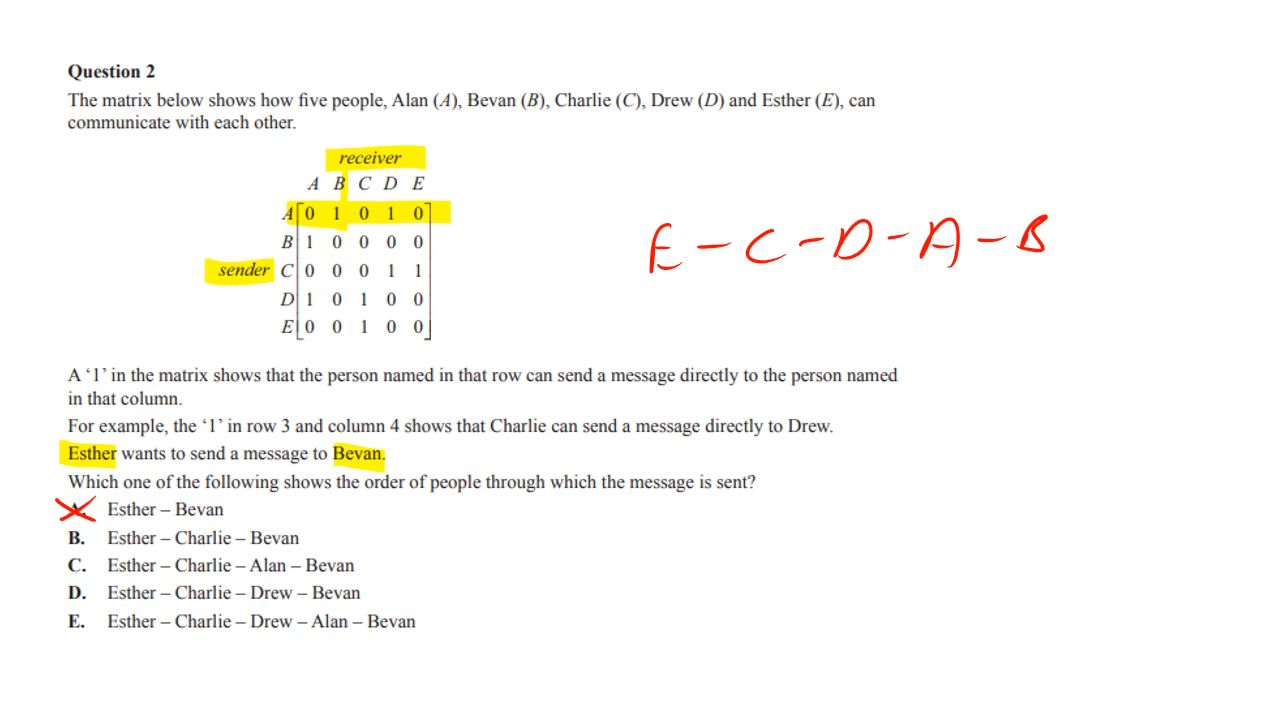 Question 2
The matrix below shows how five people, Alan (A), Bevan (B), Charlie (C), Drew (D) and Esther (E), can
communicate with each other.
receiver
A B C D E
A 0 1 0 1 0
B 1 0 0 0 0
sender C 0 0 0 1 1
D 1 0 1 0 0
E 0 0 1 0 0
E – C – D – A – B
A ‘1’ in the matrix shows that the person named in that row can send a message directly to the person named
in that column.
For example, the ‘1’ in row 3 and column 4 shows that Charlie can send a message directly to Drew.
Esther wants to send a message to Bevan.
Which one of the following shows the order of people through which the message is sent?
A. Esther – Bevan
B. Esther – Charlie – Bevan
C. Esther – Charlie – Alan – Bevan
D. Esther – Charlie – Drew – Bevan
E. Esther – Charlie – Drew – Alan – Bevan